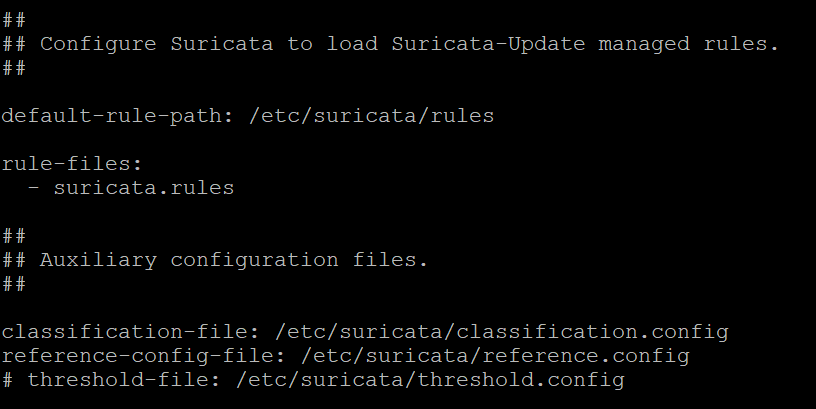 ##
## Configure Suricata to load Suricata-Update managed rules.
##
default-rule-path: /etc/suricata/rules
rule-files:
  - suricata.rules
##
## Auxiliary configuration files.
##
classification-file: /etc/suricata/classification.config
reference-config-file: /etc/suricata/reference.config
# threshold-file: /etc/suricata/threshold.config